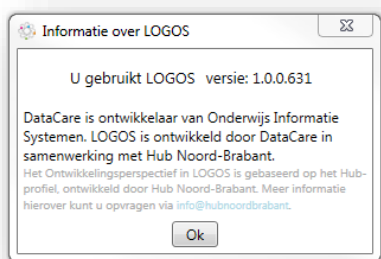 Informatie over LOGOS
U gebruikt LOGOS versie: 1.0.0.631
DataCare is ontwikkelaar van Onderwijs Informatie
Systemen. LOGOS is ontwikkeld door DataCare in
samenwerking met Hub Noord-Brabant.
Het Ontwikkelingsperspectief in LOGOS is gebaseerd op het Hub-
profiel, ontwikkeld door Hub Noord-Brabant. Meer informatie
hierover kunt u opvragen via info@hubnoordbrabant.
Ok